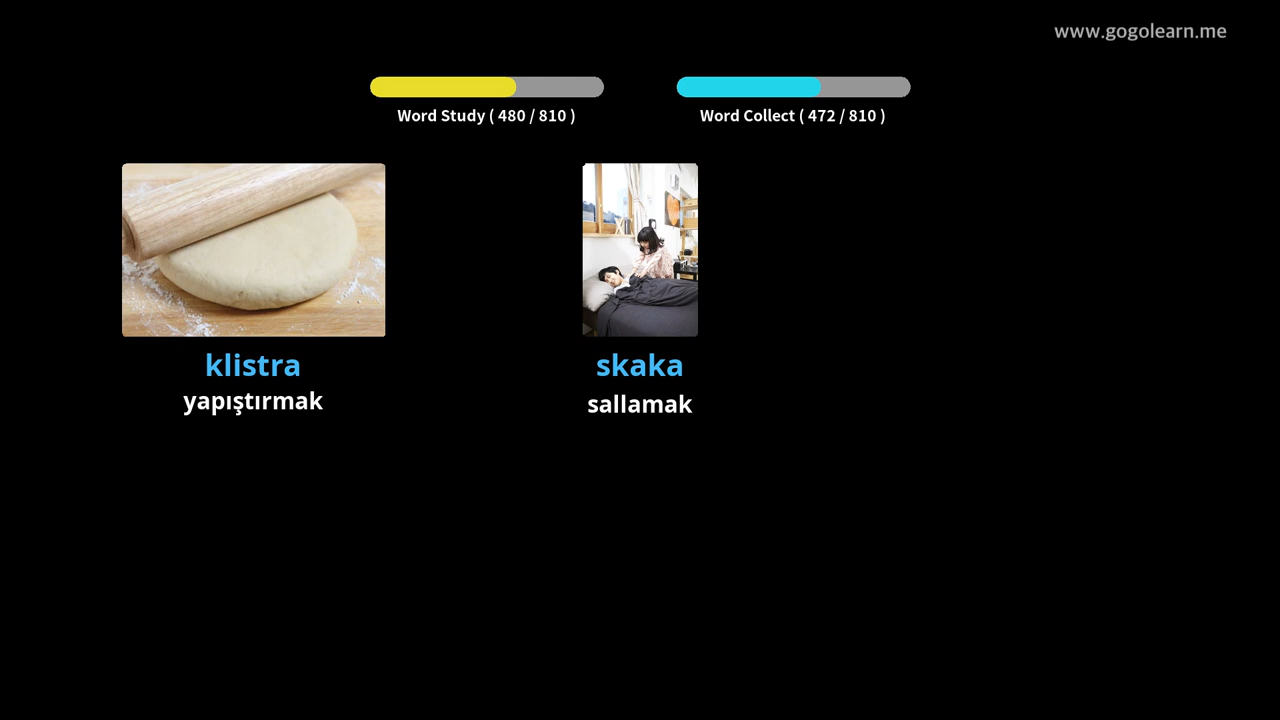 www.gogolearn.me
Word Study ( 480 / 810 )
Word Collect ( 472 / 810 )
klistra
yapıştırmak
skaka
sallamak